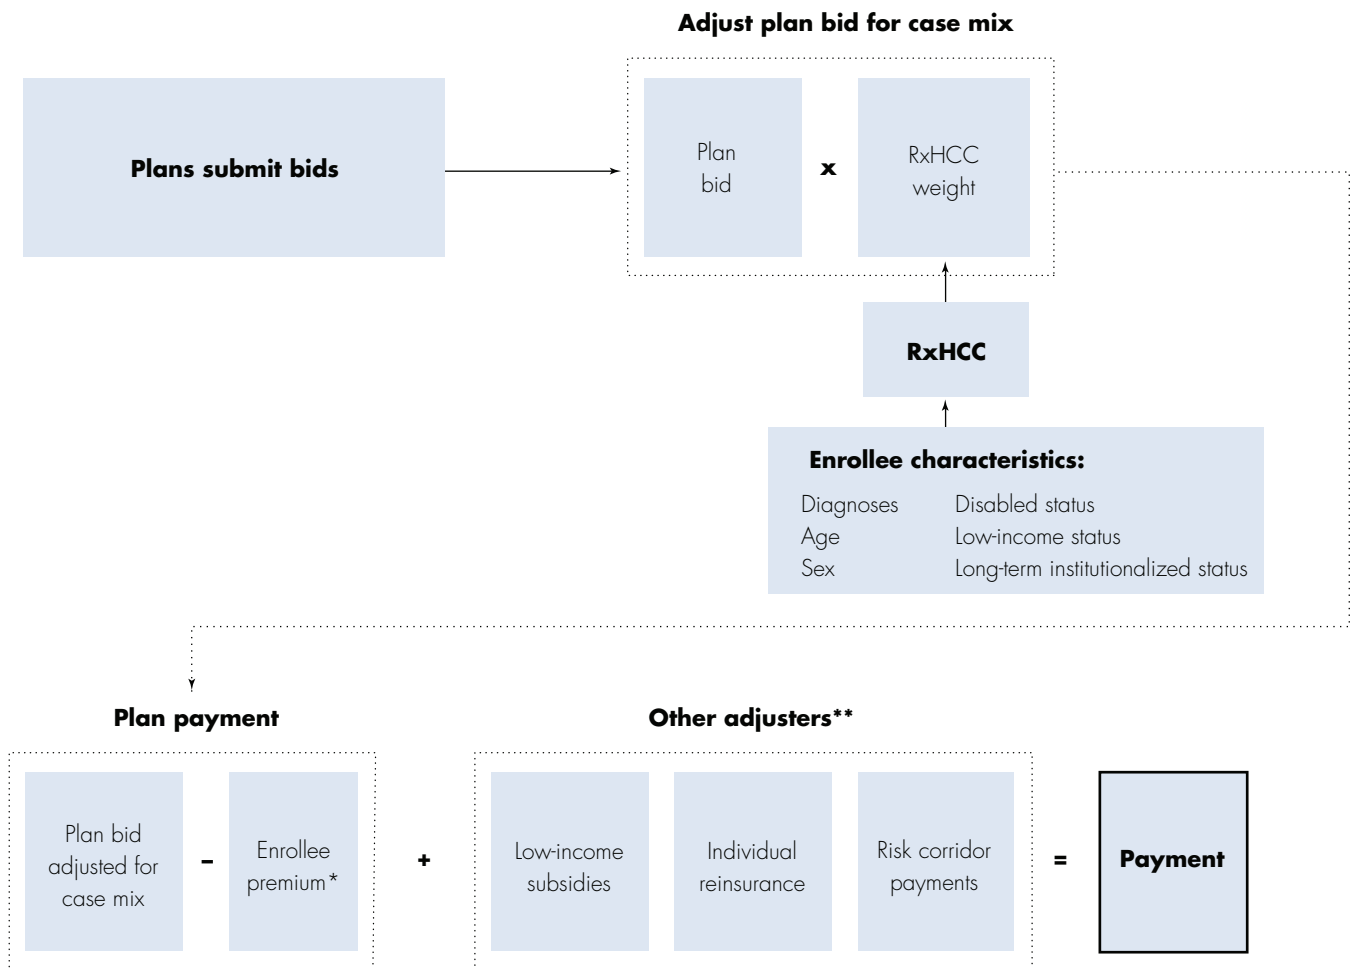 Adjust plan bid for case mix
Plans submit bids
Plan
bid
x
RxHCC
weight
RxHCC
Enrollee characteristics:
Diagnoses Disabled status
Age Low-income status
Sex Long-term institutionalized status
Plan payment
Other adjusters**
Plan bid
adjusted for
case mix
–
Enrollee
premium*
+
Low-income
subsidies
Individual
reinsurance
Risk corridor
payments
=
Payment